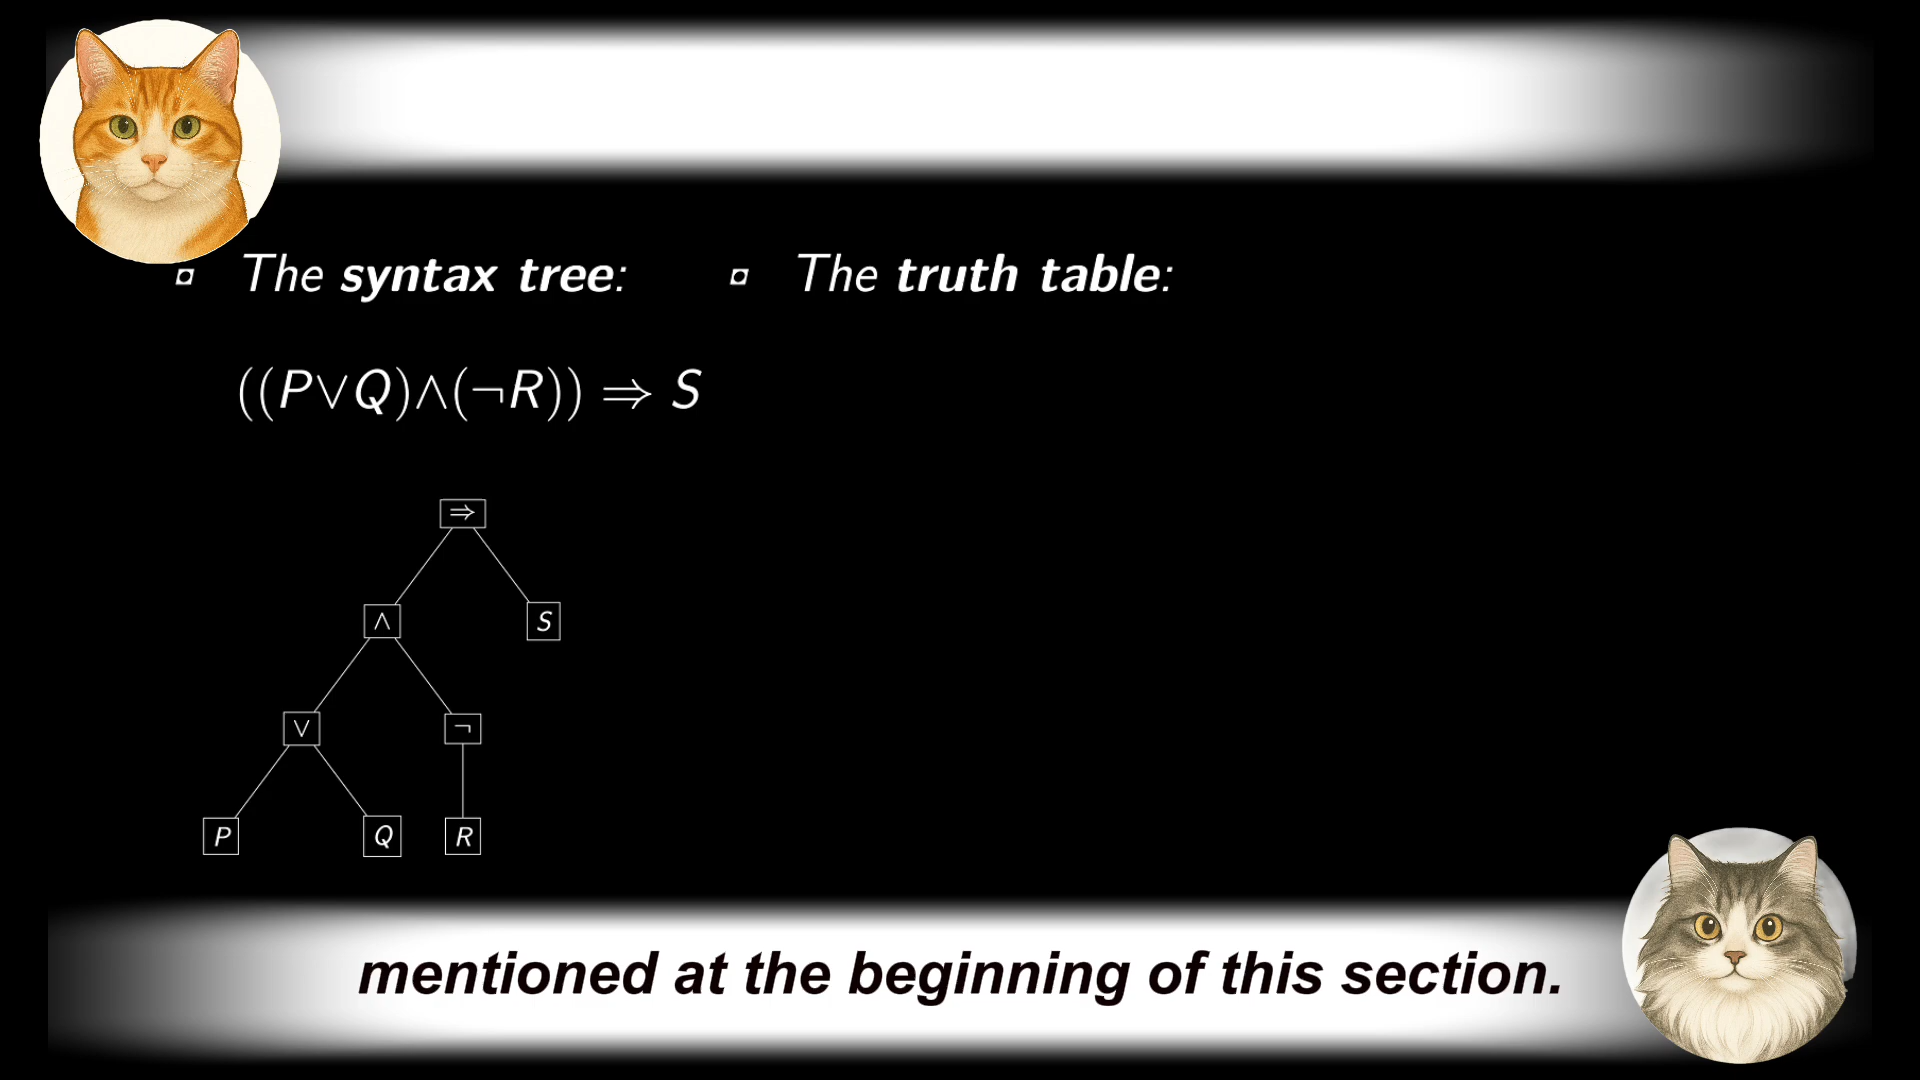 ▫ The syntax tree: ▫ The truth table:
((P∨Q)∧(¬R)) ⇒ S
⇒
∧ S
∨ ¬
P Q R
mentioned at the beginning of this section.